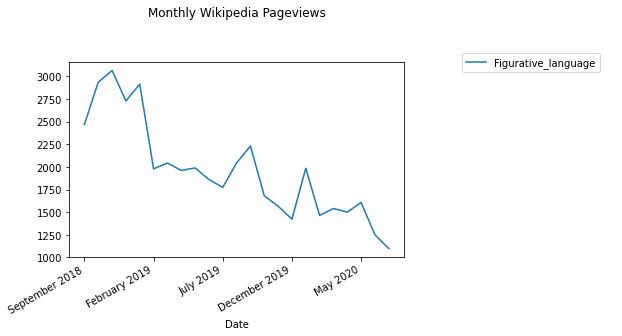 Monthly Wikipedia Pageviews
Figurative_language
3000
2750
2500
2250
2000
1750
1500
1250
1000
September 2018
February 2019
July 2019
December 2019
May 2020
Date